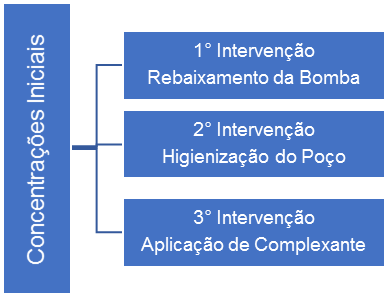 Concentrações Iniciais
1° Intervenção
Rebaixamento da Bomba
2° Intervenção
Higienização do Poço
3° Intervenção
Aplicação de Complexante